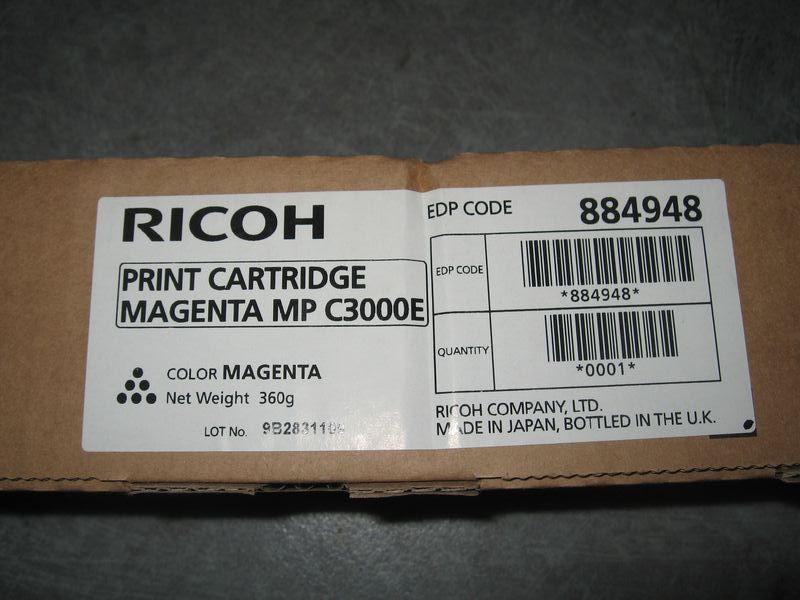 RICOH
PRINT CARTRIDGE
MAGENTA MP C3000E
COLOR MAGENTA
Net Weight 360g
LOT No.
EDP CODE 884948
EDP CODE
*884948*
QUANTITY
*0001*
RICOH COMPANY, LTD.
MADE IN JAPAN, BOTTLED IN THE U.K.